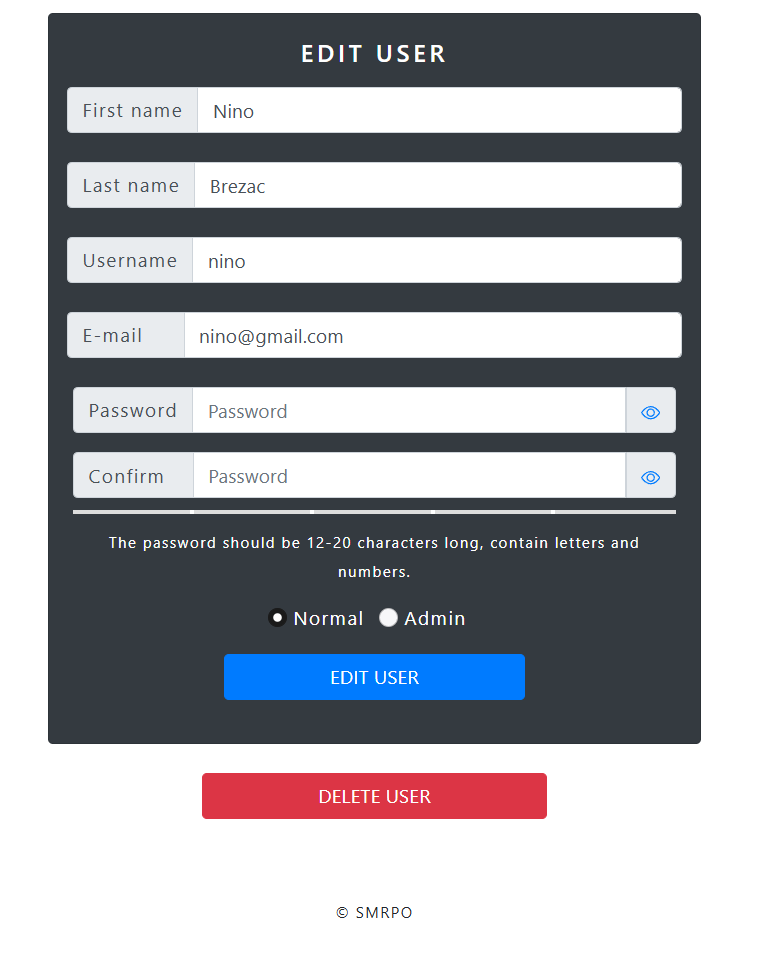 EDIT USER
First name Nino
Last name Brezac
Username nino
E-mail nino@gmail.com
Password Password
Confirm Password
The password should be 12-20 characters long, contain letters and
numbers.
Normal Admin
EDIT USER
DELETE USER
© SMRPO